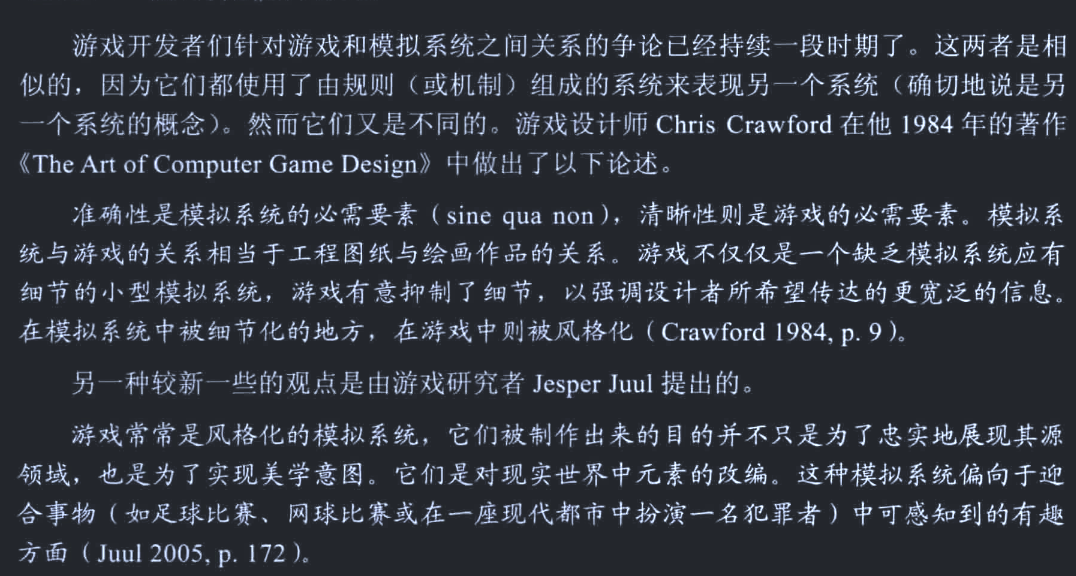 游戏开发者们针对游戏和模拟系统之间关系的争论已经持续一段时期了。这两者是相
似的，因为它们都使用了由规则（或机制）组成的系统来表现另一个系统（确切地说是另
一个系统的概念）。然而它们又是不同的。游戏设计师 Chris Crawford 在他 1984 年的著作
《The Art of Computer Game Design》中做出了以下论述。
准确性是模拟系统的必需要素（sine qua non），清晰性则是游戏的必需要素。模拟系
统与游戏的关系相当于工程图纸与绘画作品的关系。游戏不仅仅是一个缺乏模拟系统应有
细节的小型模拟系统，游戏有意抑制了细节，以强调设计者所希望传达的更宽泛的信息。
在模拟系统中被细节化的地方，在游戏中则被风格化（Crawford 1984, p. 9）。
另一种较新一些的观点是由游戏研究者 Jesper Juul 提出的。
游戏常常是风格化的模拟系统，它们被制作出来的目的并不只是为了忠实地展现其源
领域，也是为了实现美学意图。它们是对现实世界中元素的改编。这种模拟系统偏向于迎
合事物（如足球比赛、网球比赛或在一座现代都市中扮演一名犯罪者）中可感知到的有趣
方面（Juul 2005, p. 172）。